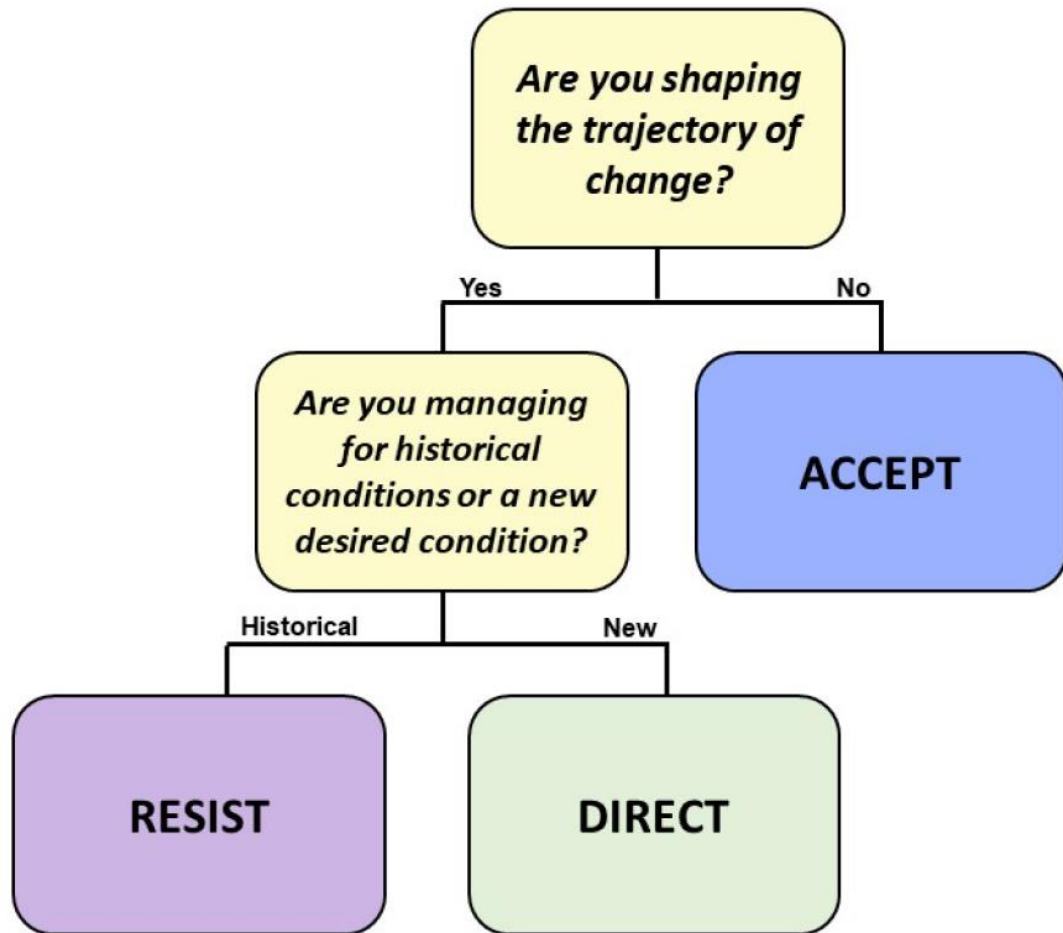 Are you shaping
the trajectory of
change?
Yes
No
Are you managing
for historical
conditions or a new
desired condition?
ACCEPT
Historical
New
RESIST
DIRECT